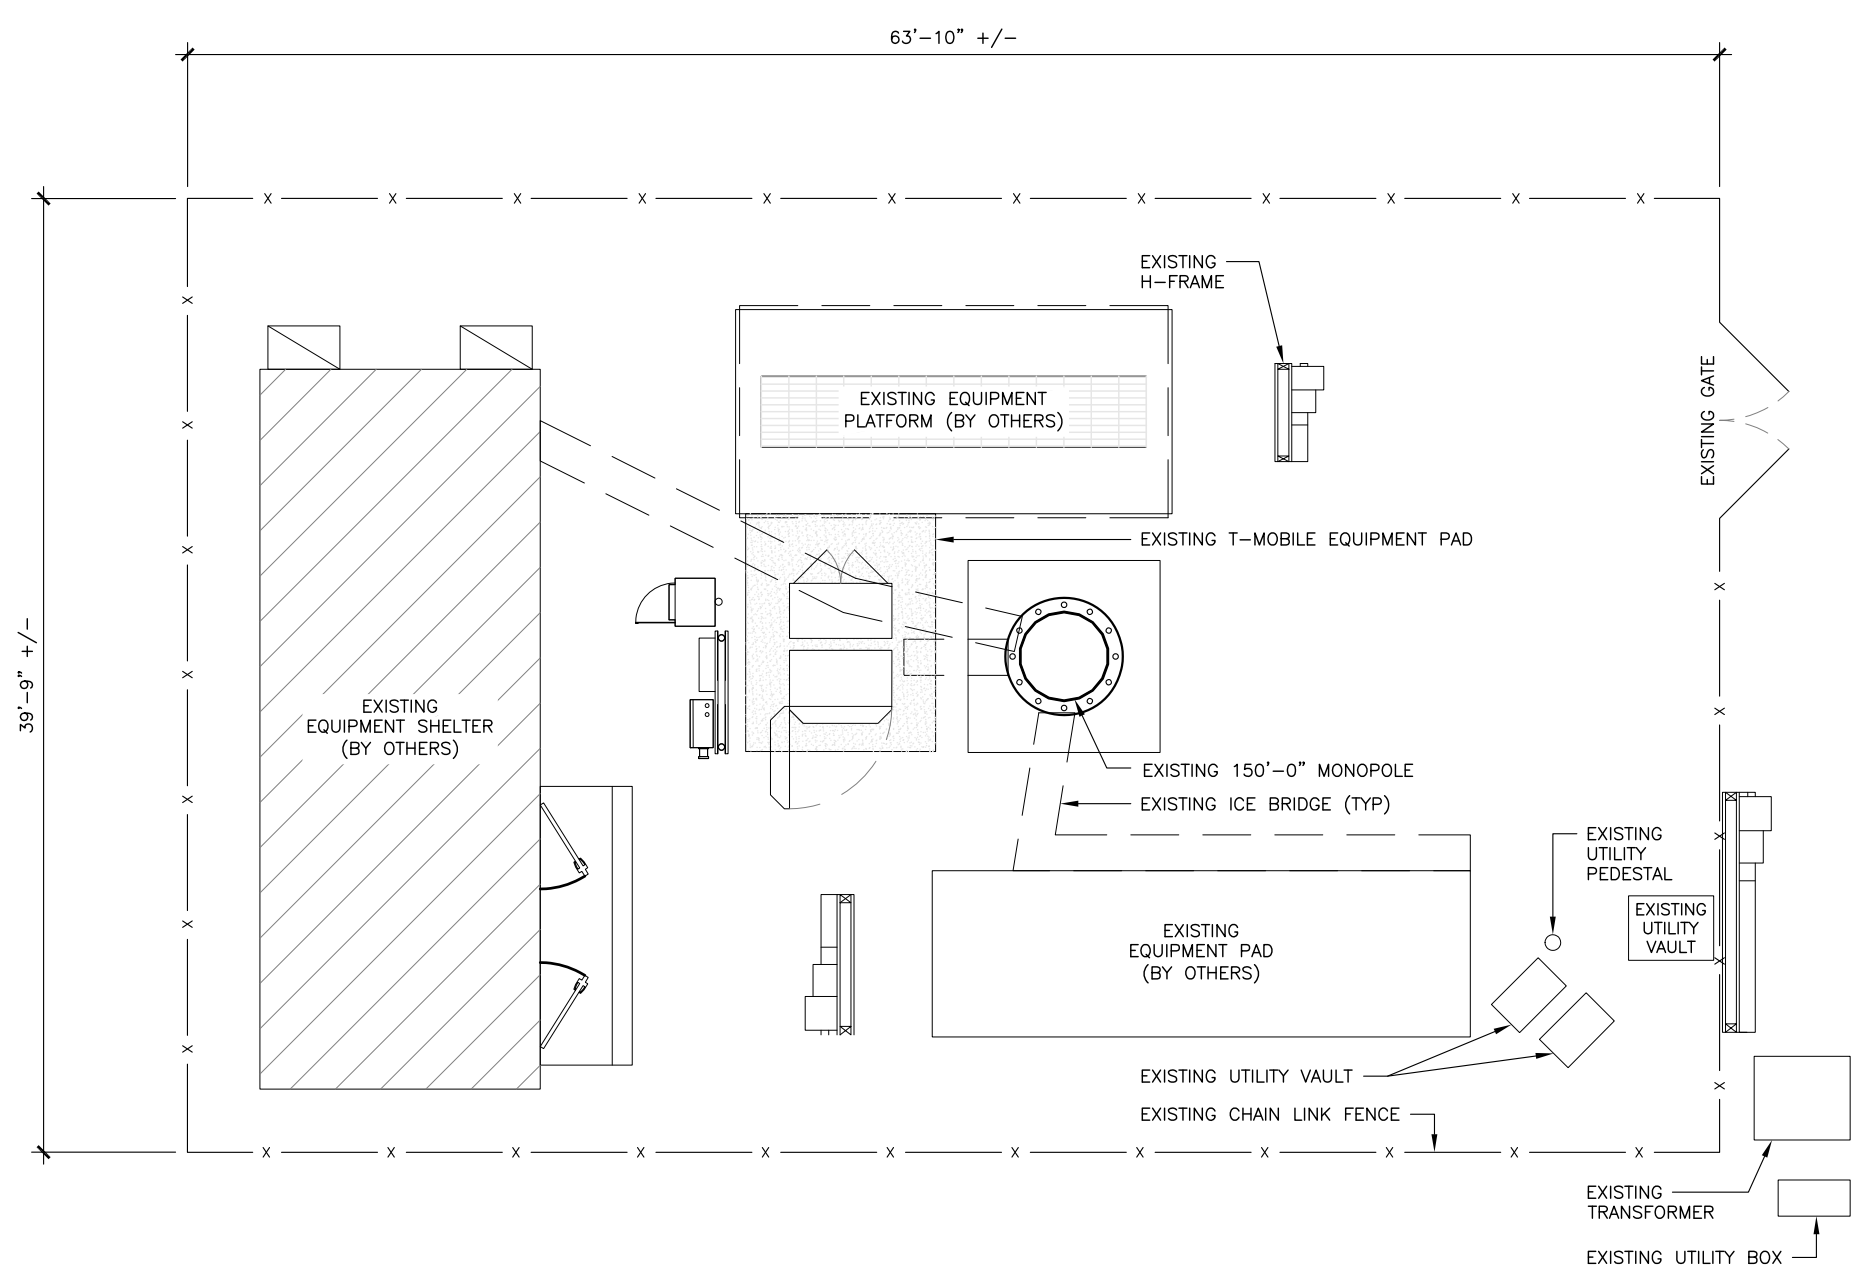 63'-10" +/-
EXISTING
H-FRAME
EXISTING EQUIPMENT
PLATFORM (BY OTHERS)
EXISTING GATE
EXISTING T-MOBILE EQUIPMENT PAD
39'-9" +/-
EXISTING
EQUIPMENT SHELTER
(BY OTHERS)
EXISTING 150'-0" MONOPOLE
EXISTING ICE BRIDGE (TYP)
EXISTING
UTILITY
PEDESTAL
EXISTING
UTILITY
VAULT
EXISTING
EQUIPMENT PAD
(BY OTHERS)
EXISTING UTILITY VAULT
EXISTING CHAIN LINK FENCE
EXISTING
TRANSFORMER
EXISTING UTILITY BOX